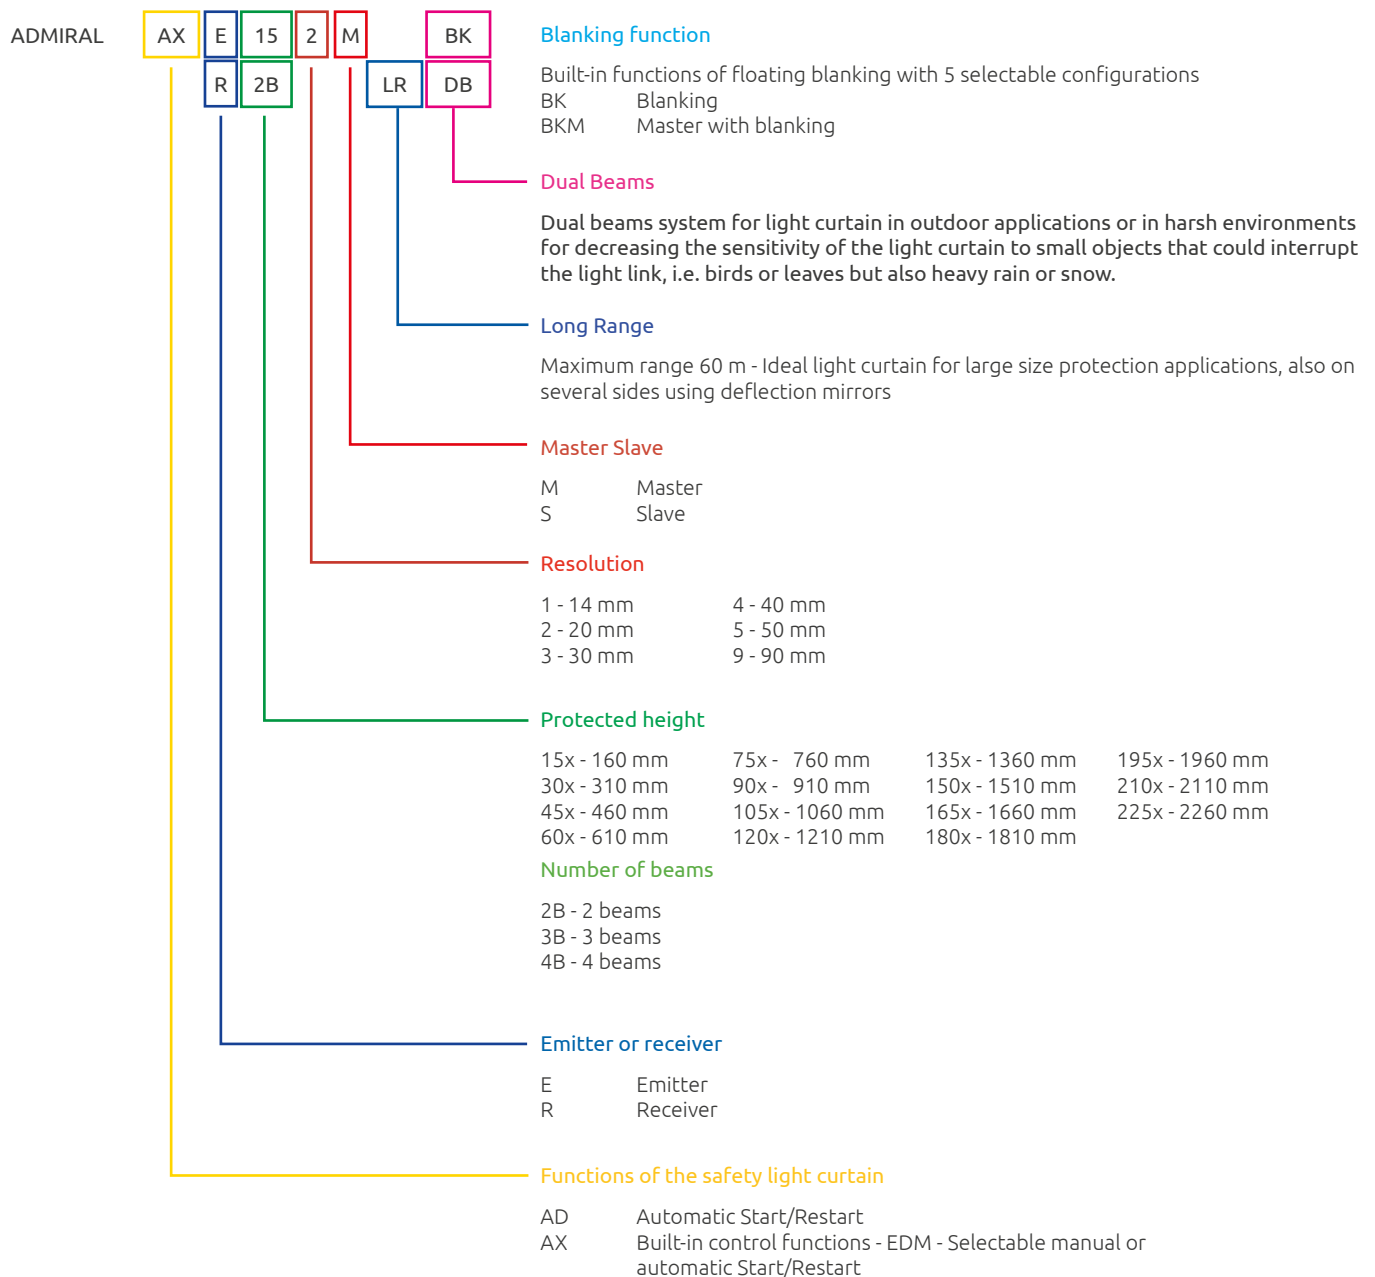 ADMIRAL AX E 15 2 M BK
R 2B LR DB
Blanking function
Built-in functions of floating blanking with 5 selectable configurations
BK Blanking
BKM Master with blanking
Dual Beams
Dual beams system for light curtain in outdoor applications or in harsh environments
for decreasing the sensitivity of the light curtain to small objects that could interrupt
the light link, i.e. birds or leaves but also heavy rain or snow.
Long Range
Maximum range 60 m - Ideal light curtain for large size protection applications, also on
several sides using deflection mirrors
Master Slave
M Master
S Slave
Resolution
1 - 14 mm 4 - 40 mm
2 - 20 mm 5 - 50 mm
3 - 30 mm 9 - 90 mm
Protected height
15x - 160 mm 75x - 760 mm 135x - 1360 mm 195x - 1960 mm
30x - 310 mm 90x - 910 mm 150x - 1510 mm 210x - 2110 mm
45x - 460 mm 105x - 1060 mm 165x - 1660 mm 225x - 2260 mm
60x - 610 mm 120x - 1210 mm 180x - 1810 mm
Number of beams
2B - 2 beams
3B - 3 beams
4B - 4 beams
Emitter or receiver
E Emitter
R Receiver
Functions of the safety light curtain
AD Automatic Start/Restart
AX Built-in control functions - EDM - Selectable manual or
automatic Start/Restart